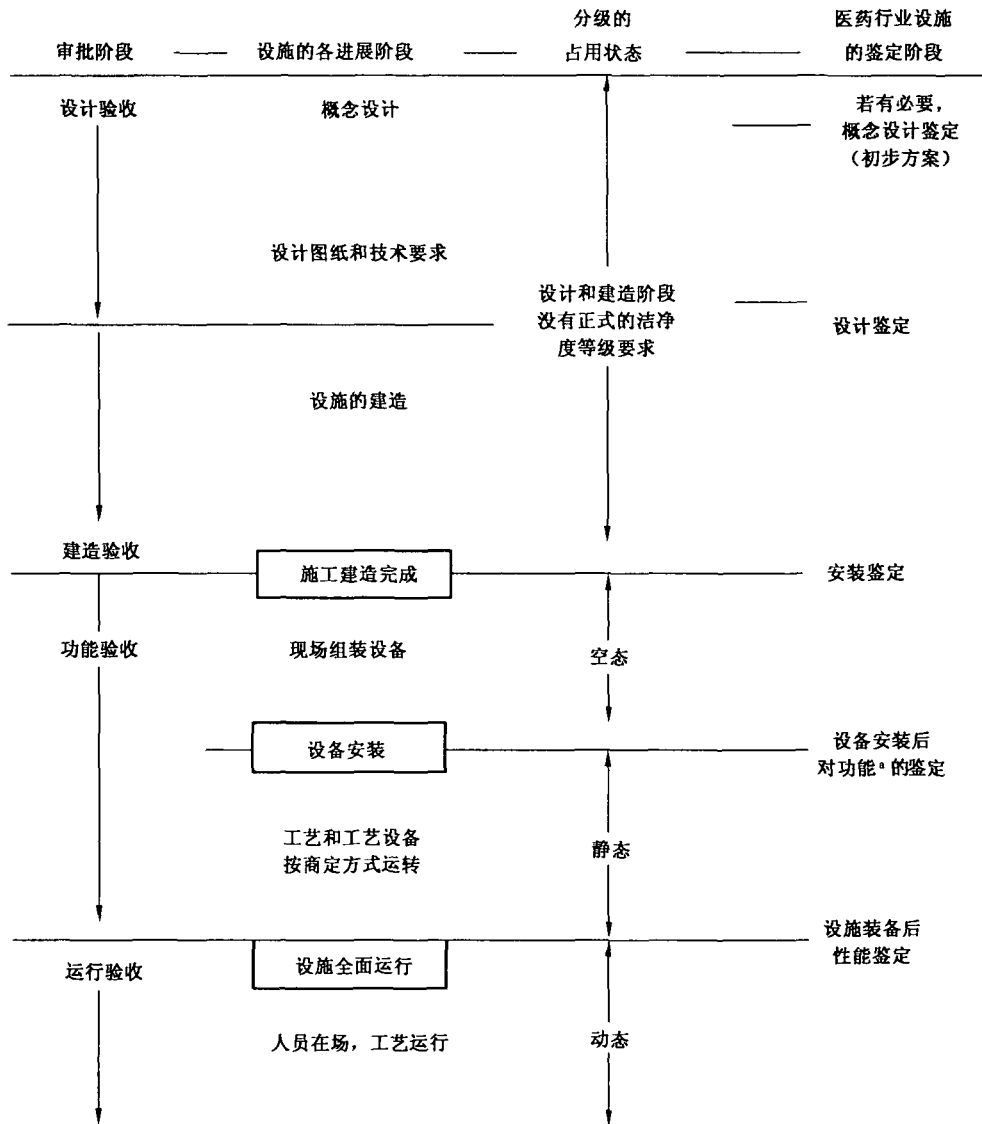 审批阶段
设施的各进展阶段
分级的
占用状态
医药行业设施
的鉴定阶段
设计验收
概念设计
若有必要，
概念设计鉴定
（初步方案）
设计图纸和技术要求
设计和建造阶段
没有正式的洁净
度等级要求
设计鉴定
设施的建造
建造验收
施工建造完成
安装鉴定
功能验收
现场组装设备
空态
设备安装
设备安装后
对功能ª的鉴定
工艺和工艺设备
按商定方式运转
静态
设施装备后
性能鉴定
运行验收
设施全面运行
人员在场，工艺运行
动态